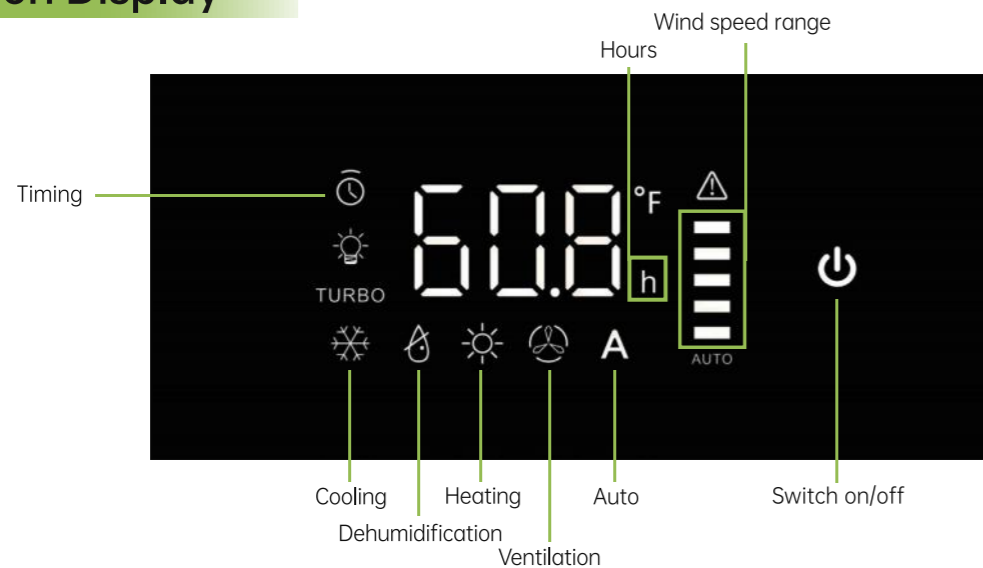 on Display
Wind speed range
Hours
Timing
60.8
°F
h
TURBO
A
AUTO
Cooling
Heating
Auto
Switch on/off
Dehumidification
Ventilation